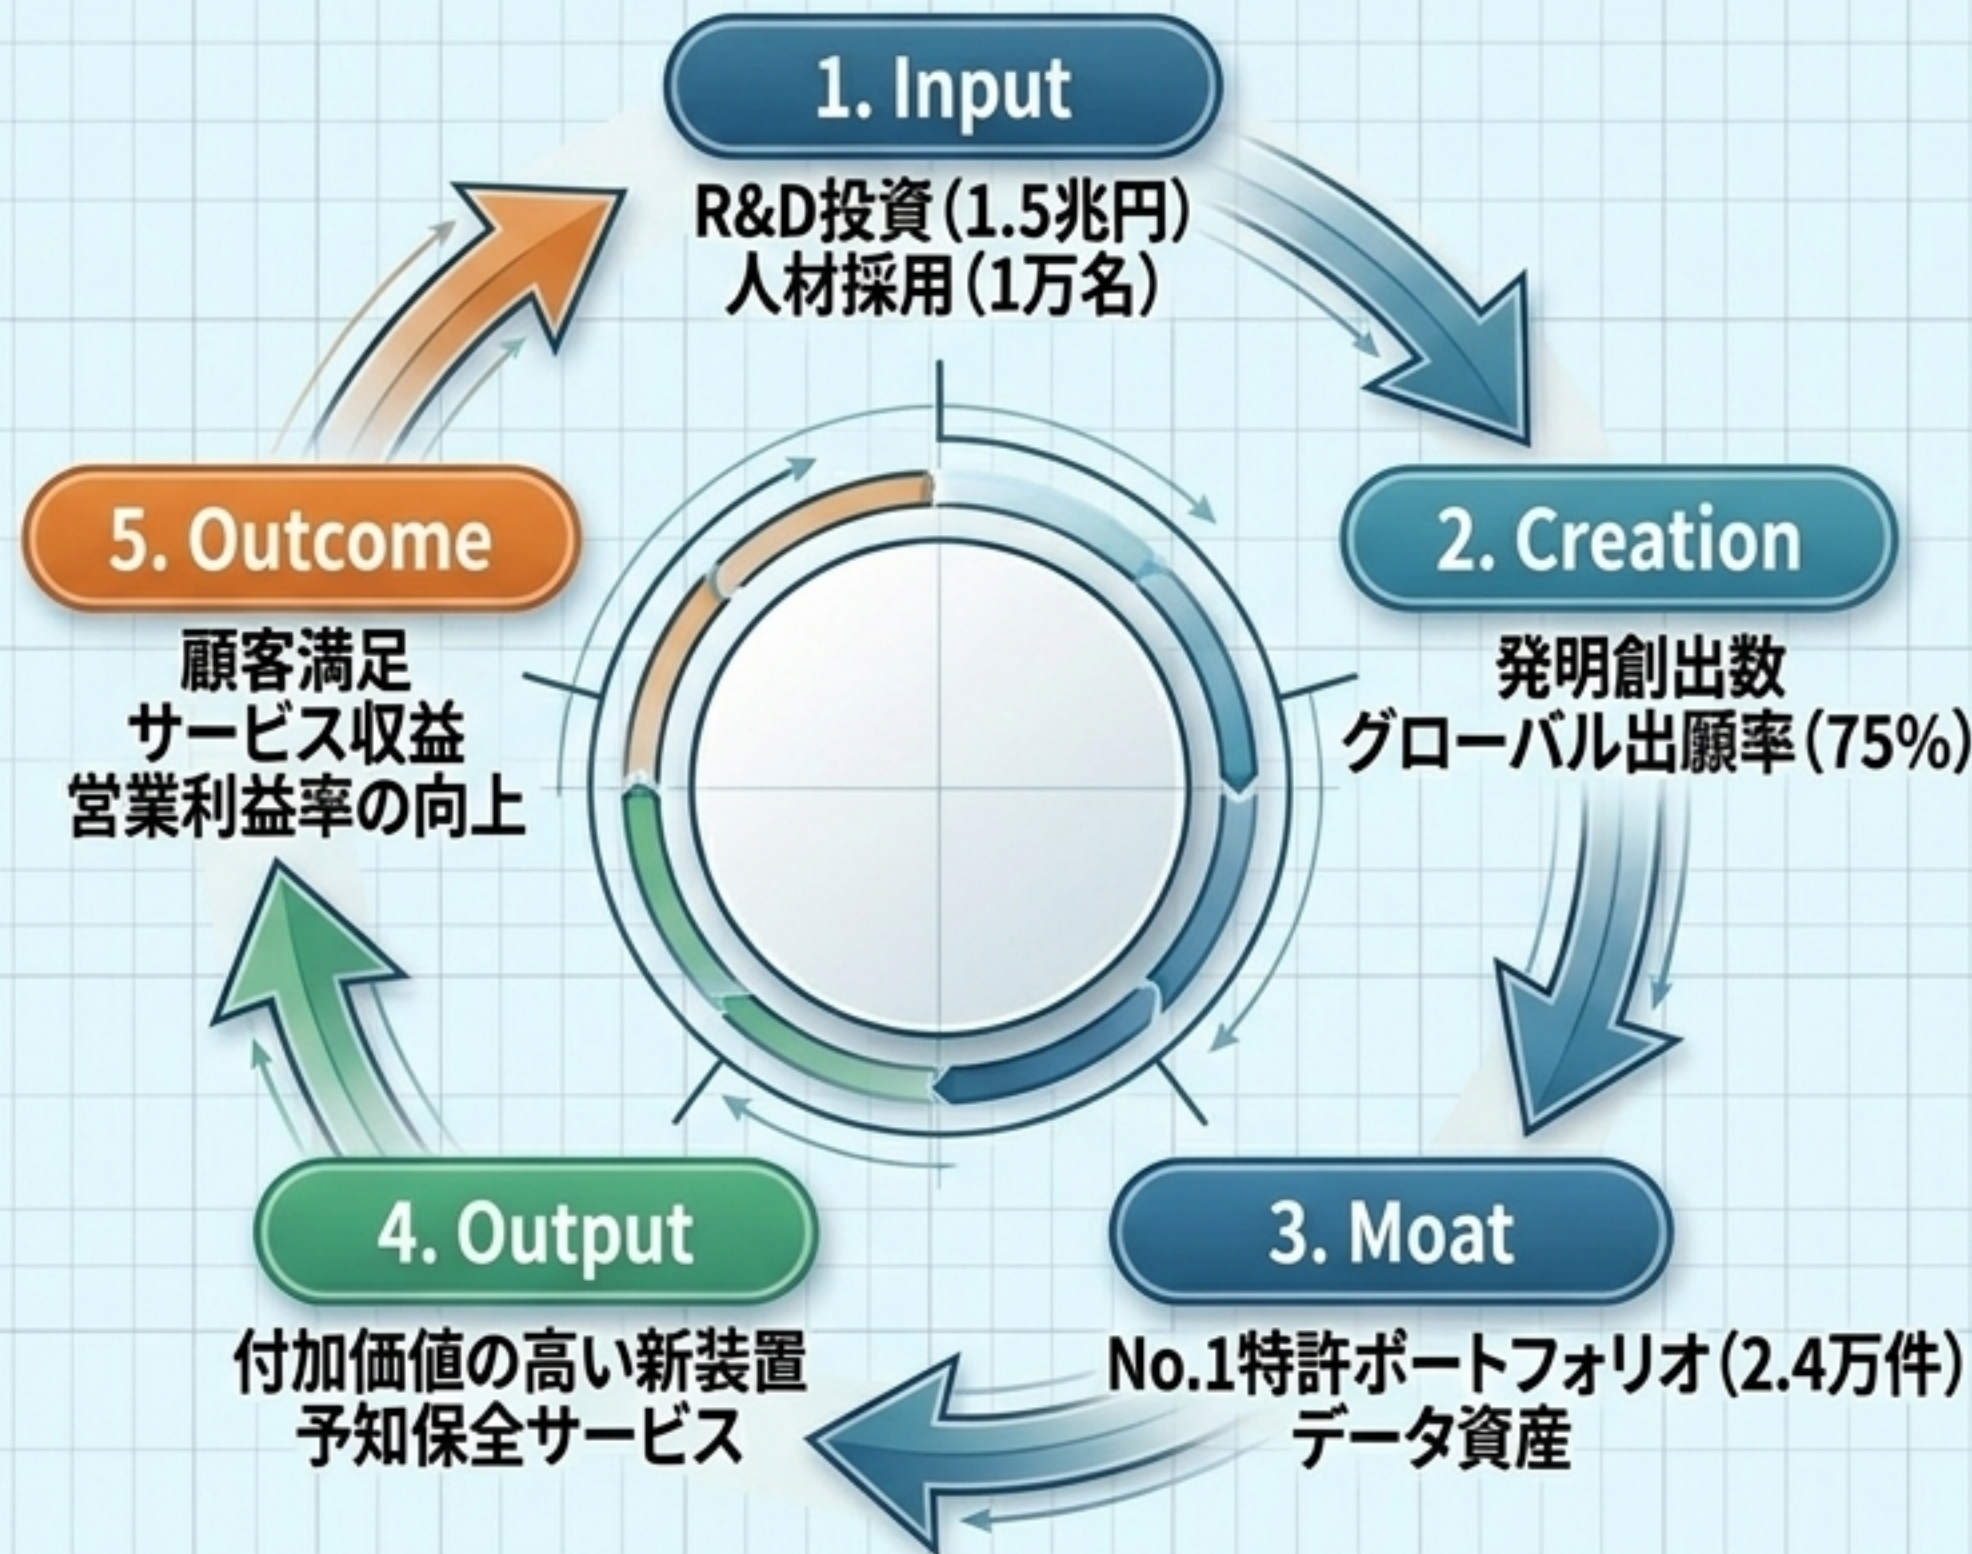 1. Input
R&D投資(1.5兆円)
人材採用(1万名)
2. Creation
発明創出数
グローバル出願率(75%)
3. Moat
No.1特許ポートフォリオ(2.4万件)
データ資産
4. Output
付加価値の高い新装置
予知保全サービス
5. Outcome
顧客満足
サービス収益
営業利益率の向上